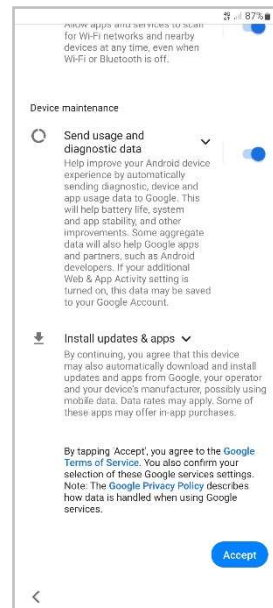 87%
Allow apps and services to scan
for Wi-Fi networks and nearby
devices at any time, even when
Wi-Fi or Bluetooth is off.
Device maintenance
Send usage and
diagnostic data
Help improve your Android device
experience by automatically
sending diagnostic, device and
app usage data to Google. This
will help battery life, system
and app stability, and other
improvements. Some aggregate
data will also help Google apps
and partners, such as Android
developers. If your additional
Web & App Activity setting is
turned on, this data may be saved
to your Google Account.
Install updates & apps
By continuing, you agree that this device
may also automatically download and install
updates and apps from Google, your operator
and your device's manufacturer, possibly using
mobile data. Data rates may apply. Some of
these apps may offer in-app purchases.
By tapping 'Accept', you agree to the Google
Terms of Service. You also confirm your
selection of these Google services settings.
Note: The Google Privacy Policy describes
how data is handled when using Google
services.
Accept